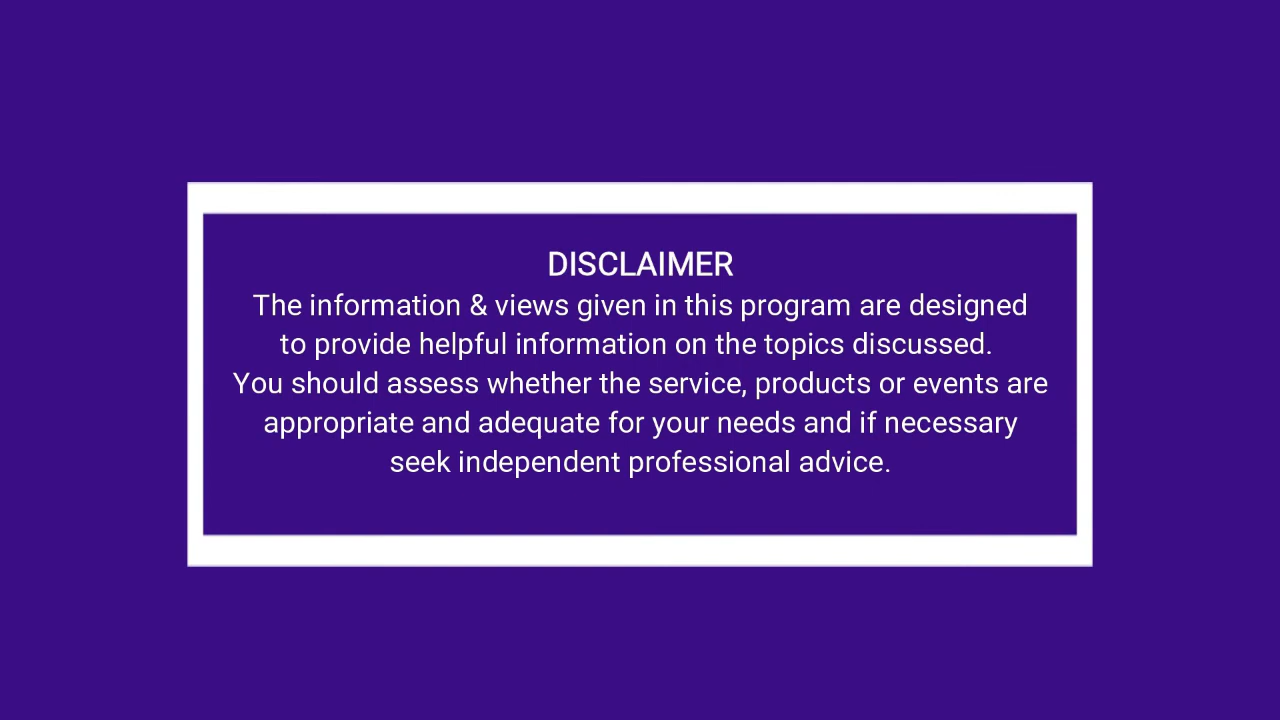 DISCLAIMER
The information & views given in this program are designed
to provide helpful information on the topics discussed.
You should assess whether the service, products or events are
appropriate and adequate for your needs and if necessary
seek independent professional advice.